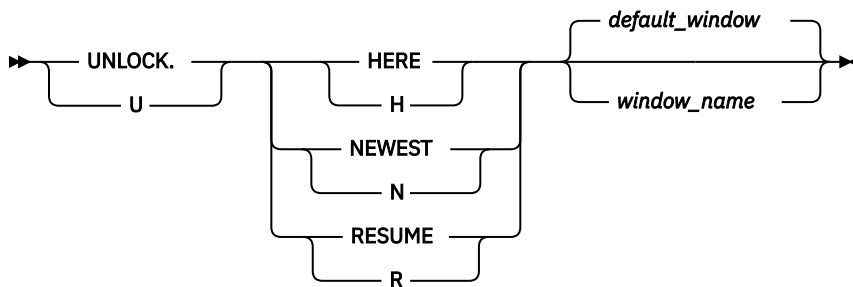 default_window
UNLOCK. HERE
U H window_name
NEWEST
N
RESUME
R